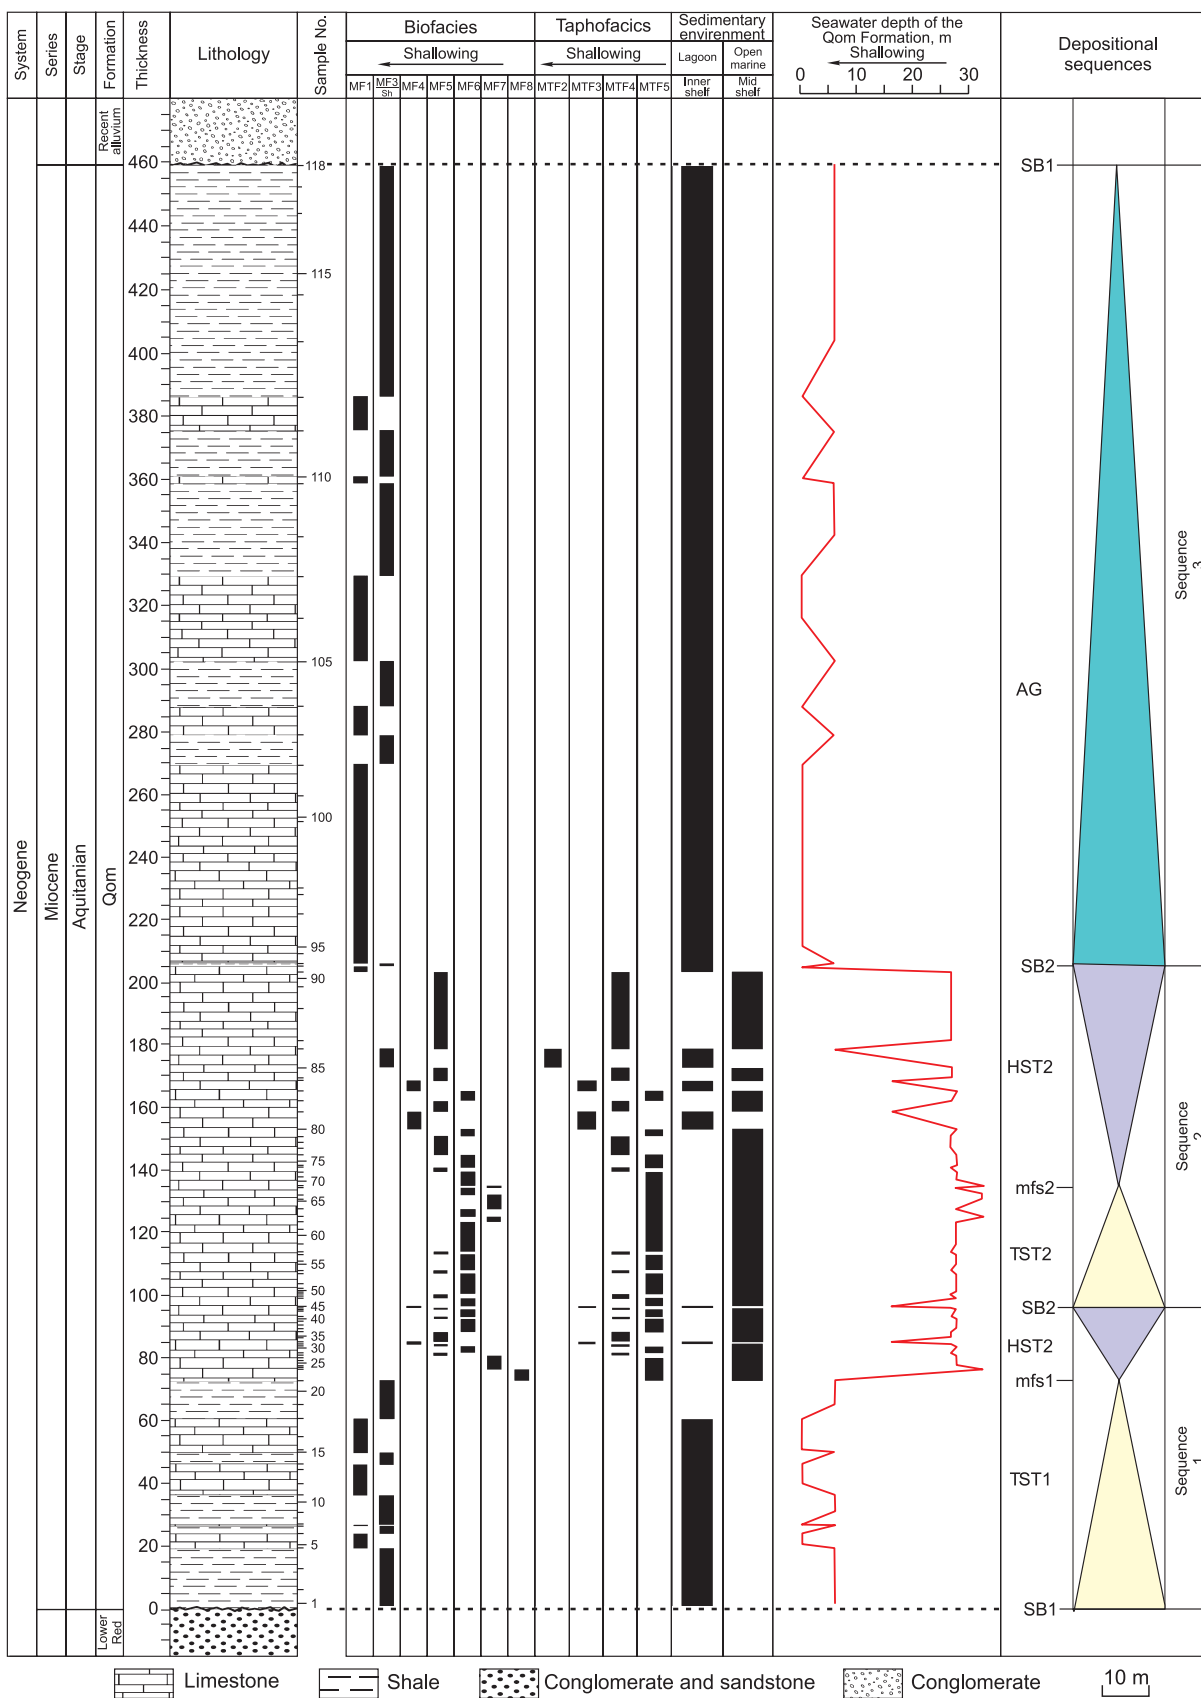 System
Series
Stage
Formation
Thickness
Lithology
Sample No.
Biofacies
Shallowing
MF1
MF3
Sh
MF4
MF5
MF6
MF7
MF8
Taphofacics
Shallowing
MTF2
MTF3
MTF4
MTF5
Sedimentary
envirenment
Lagoon
Open
marine
Inner
shelf
Mid
shelf
Seawater depth of the
Qom Formation, m
Shallowing
0 10 20 30
Depositional
sequences
Neogene
Miocene
Aquitanian
Recent
alluvium
Qom
Lower
Red
460
440
420
400
380
360
340
320
300
280
260
240
220
200
180
160
140
120
100
80
60
40
20
0
118
115
110
105
100
95
90
85
80
75
70
65
60
55
50
45
40
35
30
25
20
15
10
5
1
SB1
AG
SB2
HST2
mfs2
TST2
SB2
HST2
mfs1
TST1
SB1
Sequence
3
Sequence
2
Sequence
1
Limestone
Shale
Conglomerate and sandstone
Conglomerate
10 m